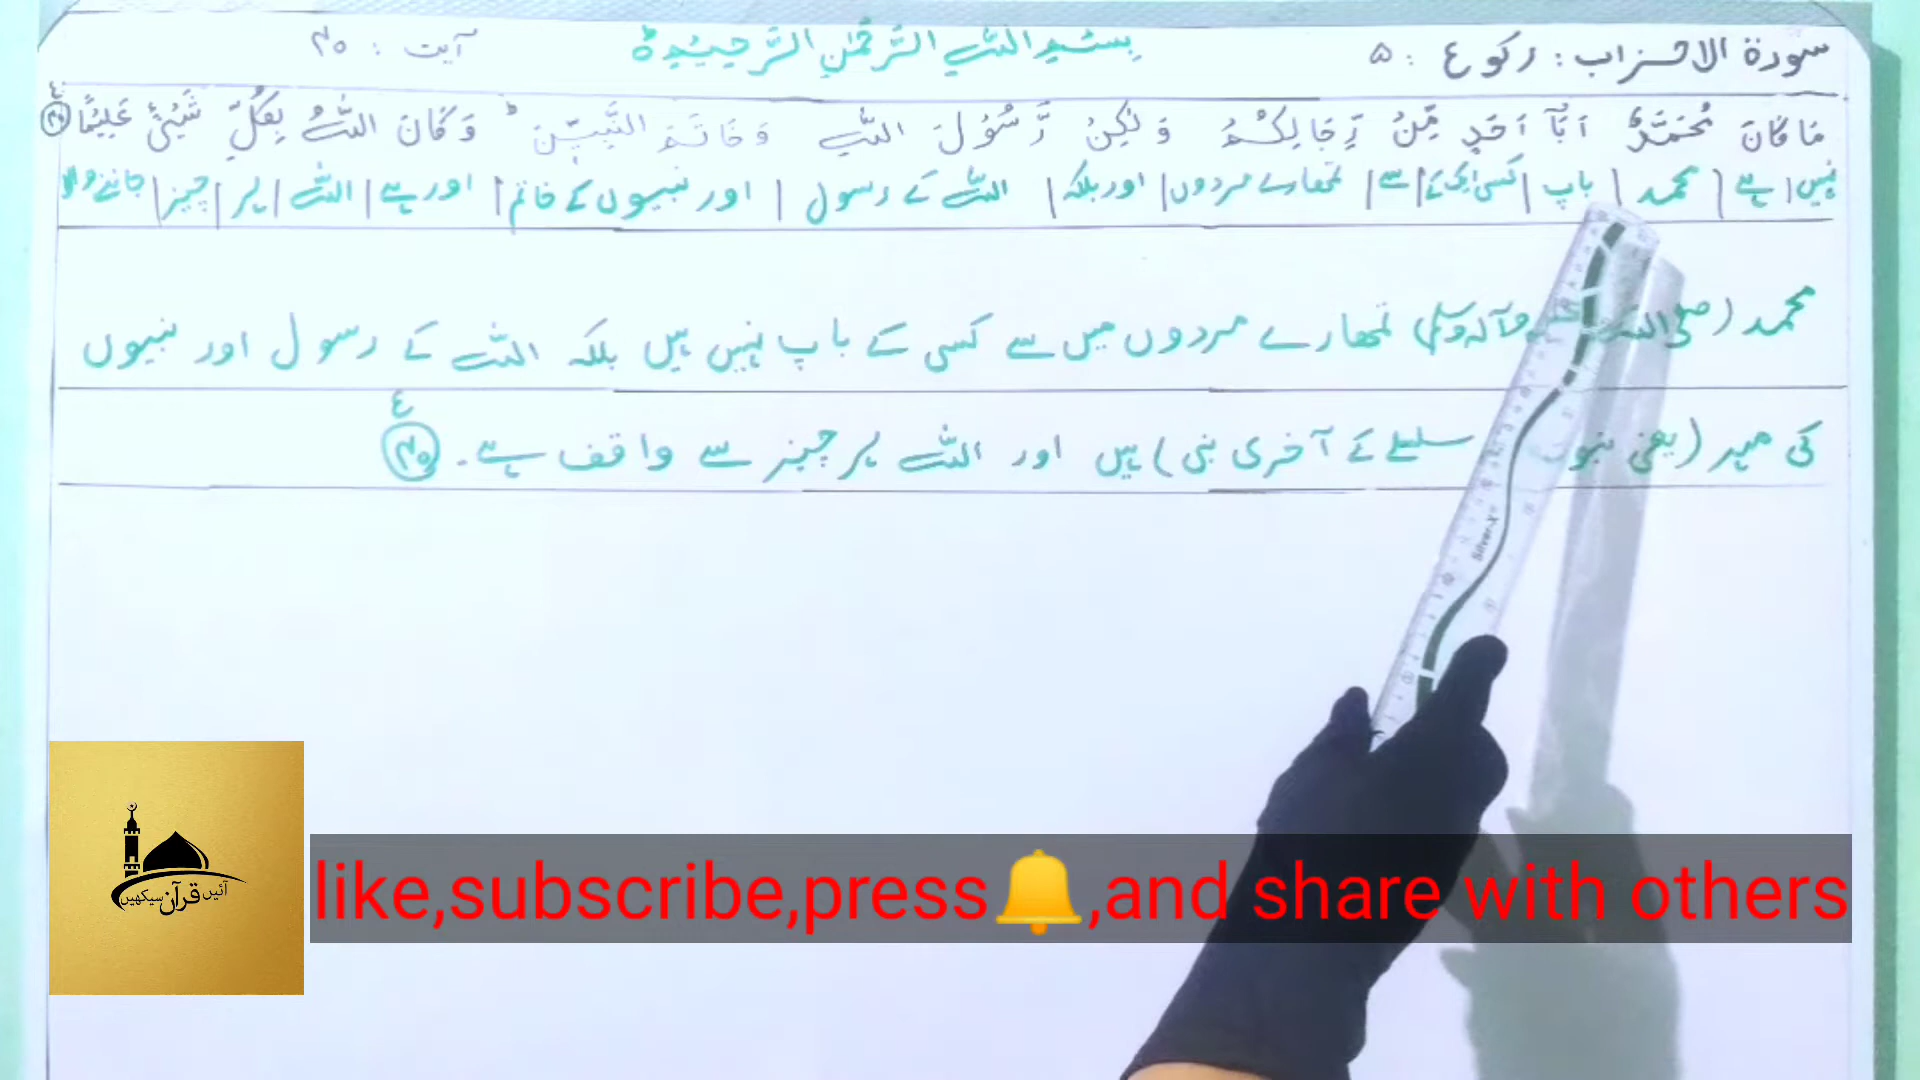 سورة الاحزاب: رکوع: ۵ بِسْمِ اللّٰهِ الرَّحْمٰنِ الرَّحِيْمِ آیت: ۴۰
مَا كَانَ مُحَمَّدٌ اَبَآ اَحَدٍ مِّنْ رِّجَالِكُمْ وَ لٰكِنْ رَّسُوْلَ اللّٰهِ وَ خَاتَمَ النَّبِيّٖنَ ؕ وَ كَانَ اللّٰهُ بِكُلِّ شَيْئٍ عَلِيْمًا ۴۰ ع
نہیں | ہے | محمد | باپ | کسی ایک کے | سے | تمھارے مردوں | اور بلکہ | اللہ کے رسول | اور نبیوں کے خاتم | اور ہے | اللہ | ہر | چیز | جاننے والا
محمد (صلی اللہ وآلہ وسلم) تمھارے مردوں میں سے کسی کے باپ نہیں ہیں بلکہ اللہ کے رسول اور نبیوں
کی مہر (یعنی سلسلے کے آخری نبی) ہیں اور اللہ ہر چیز سے واقف ہے۔ ۴۰ ع
آئیں قرآن سیکھیں
like,subscribe,press🔔,and share with others
Silver-X